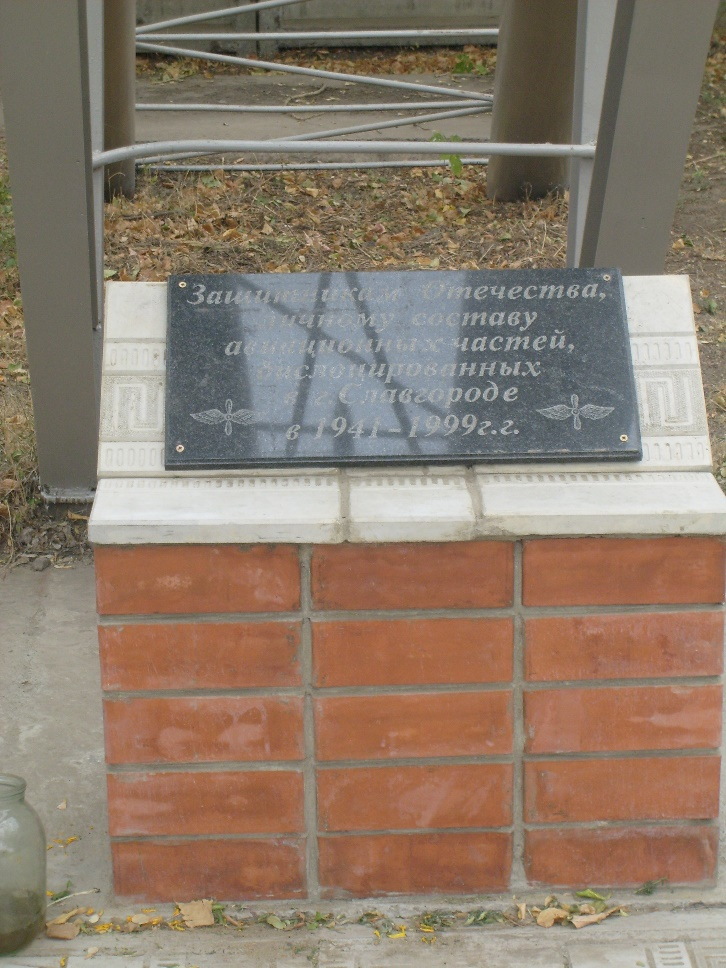 Защитникам Отечества,
личному составу
авиационных частей,
дислоцированных
в г. Славгороде
в 1941-1999г.г.